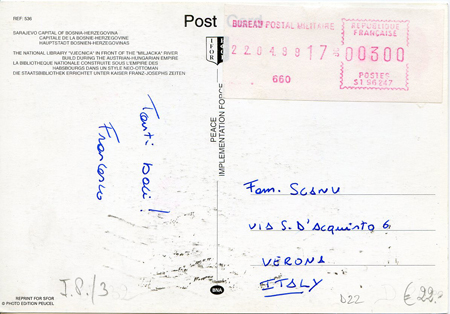 REF: 536
SARAJEVO CAPITAL OF BOSNIA-HERZEGOVINA
CAPITALE DE LA BOSNIE-HERZEGOVINE
HAUPTSTADT BOSNIEN-HERZEGOVINAS
THE NATIONAL LIBRARY "VJECNICA" IN FRONT OF THE "MILJACKA" RIVER
BUILD DURING THE AUSTRIAN-HUNGARIAN EMPIRE
LA BIBLIOTHEQUE NATIONALE CONSTRUITE SOUS L'EMPIRE DES
HABSBOURGS DANS UN STYLE NEO-OTTOMAN
DIE STAATSBIBLIOTHEK ERRICHTET UNTER KAISER FRANZ-JOSEPHS ZEITEN
Post
IFOR
PEACE
IMPLEMENTATION FORCE
BUREAU POSTAL MILITAIRE
22.04.98 17
660
REPUBLIQUE
FRANÇAISE
00300
POSTES
Tanti baci!
Francesco
Fam. SCANU
VIA S. D'Acquisto 6
VERONA
ITALY
I.P./3
D22
€ 22
REPRINT FOR SFOR
© PHOTO EDITION PEUCEL
BNA